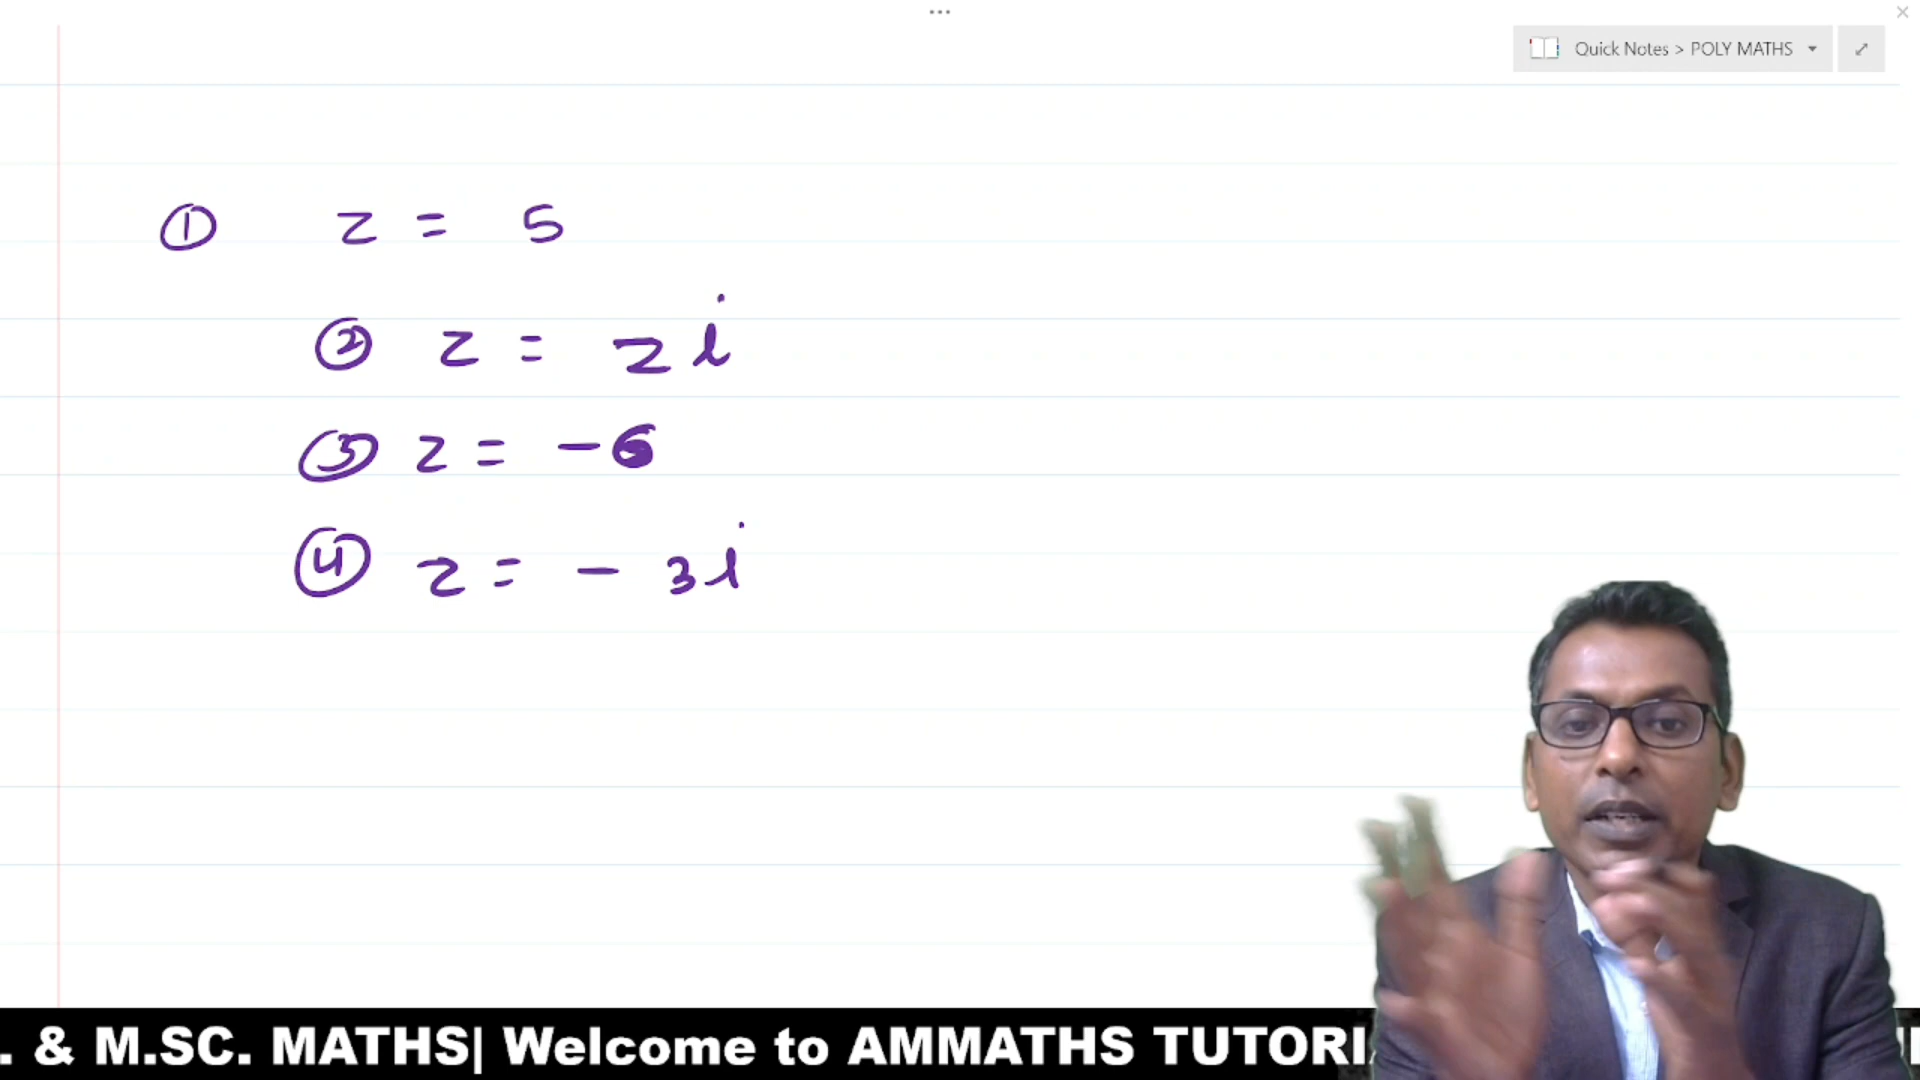 Quick Notes > POLY MATHS
① z = 5
② z = 2i
③ z = -6
④ z = - 3i
. & M.SC. MATHS| Welcome to AMMATHS TUTORI